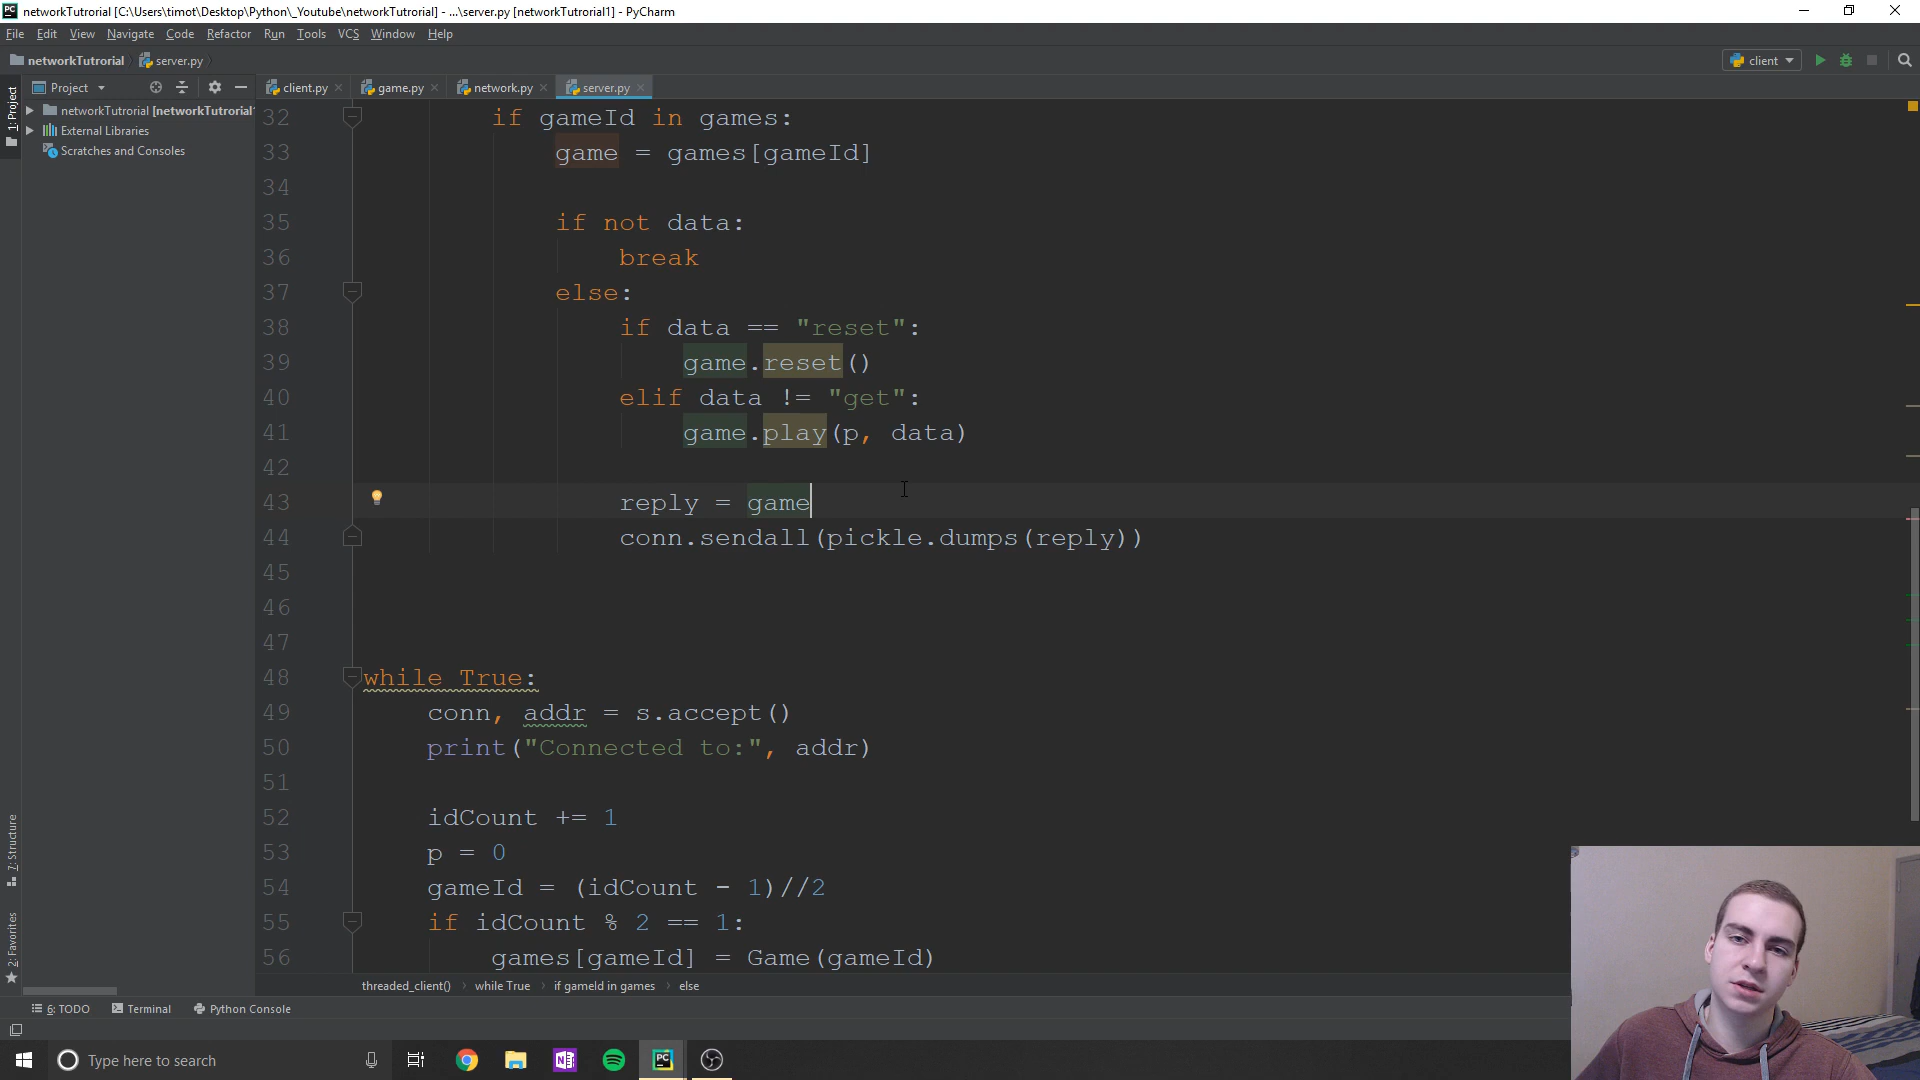 networkTutorial [C:\Users\timot\Desktop\Python\_Youtube\networkTutorial] - ...\server.py [networkTutorial1] - PyCharm
File Edit View Navigate Code Refactor Run Tools VCS Window Help
networkTutrorial server.py client
1: Project
Project client.py game.py network.py server.py
networkTutrorial [networkTutrorial
External Libraries
Scratches and Consoles
32 if gameId in games:
33 game = games[gameId]
34
35 if not data:
36 break
37 else:
38 if data == "reset":
39 game.reset()
40 elif data != "get":
41 game.play(p, data)
42
43 reply = game
44 conn.sendall(pickle.dumps(reply))
45
46
47
48 while True:
49 conn, addr = s.accept()
50 print("Connected to:", addr)
51
52 idCount += 1
53 p = 0
54 gameId = (idCount - 1)//2
55 if idCount % 2 == 1:
56 games[gameId] = Game(gameId)
7: Structure
2: Favorites
threaded_client() while True if gameId in games else
6: TODO Terminal Python Console
Type here to search